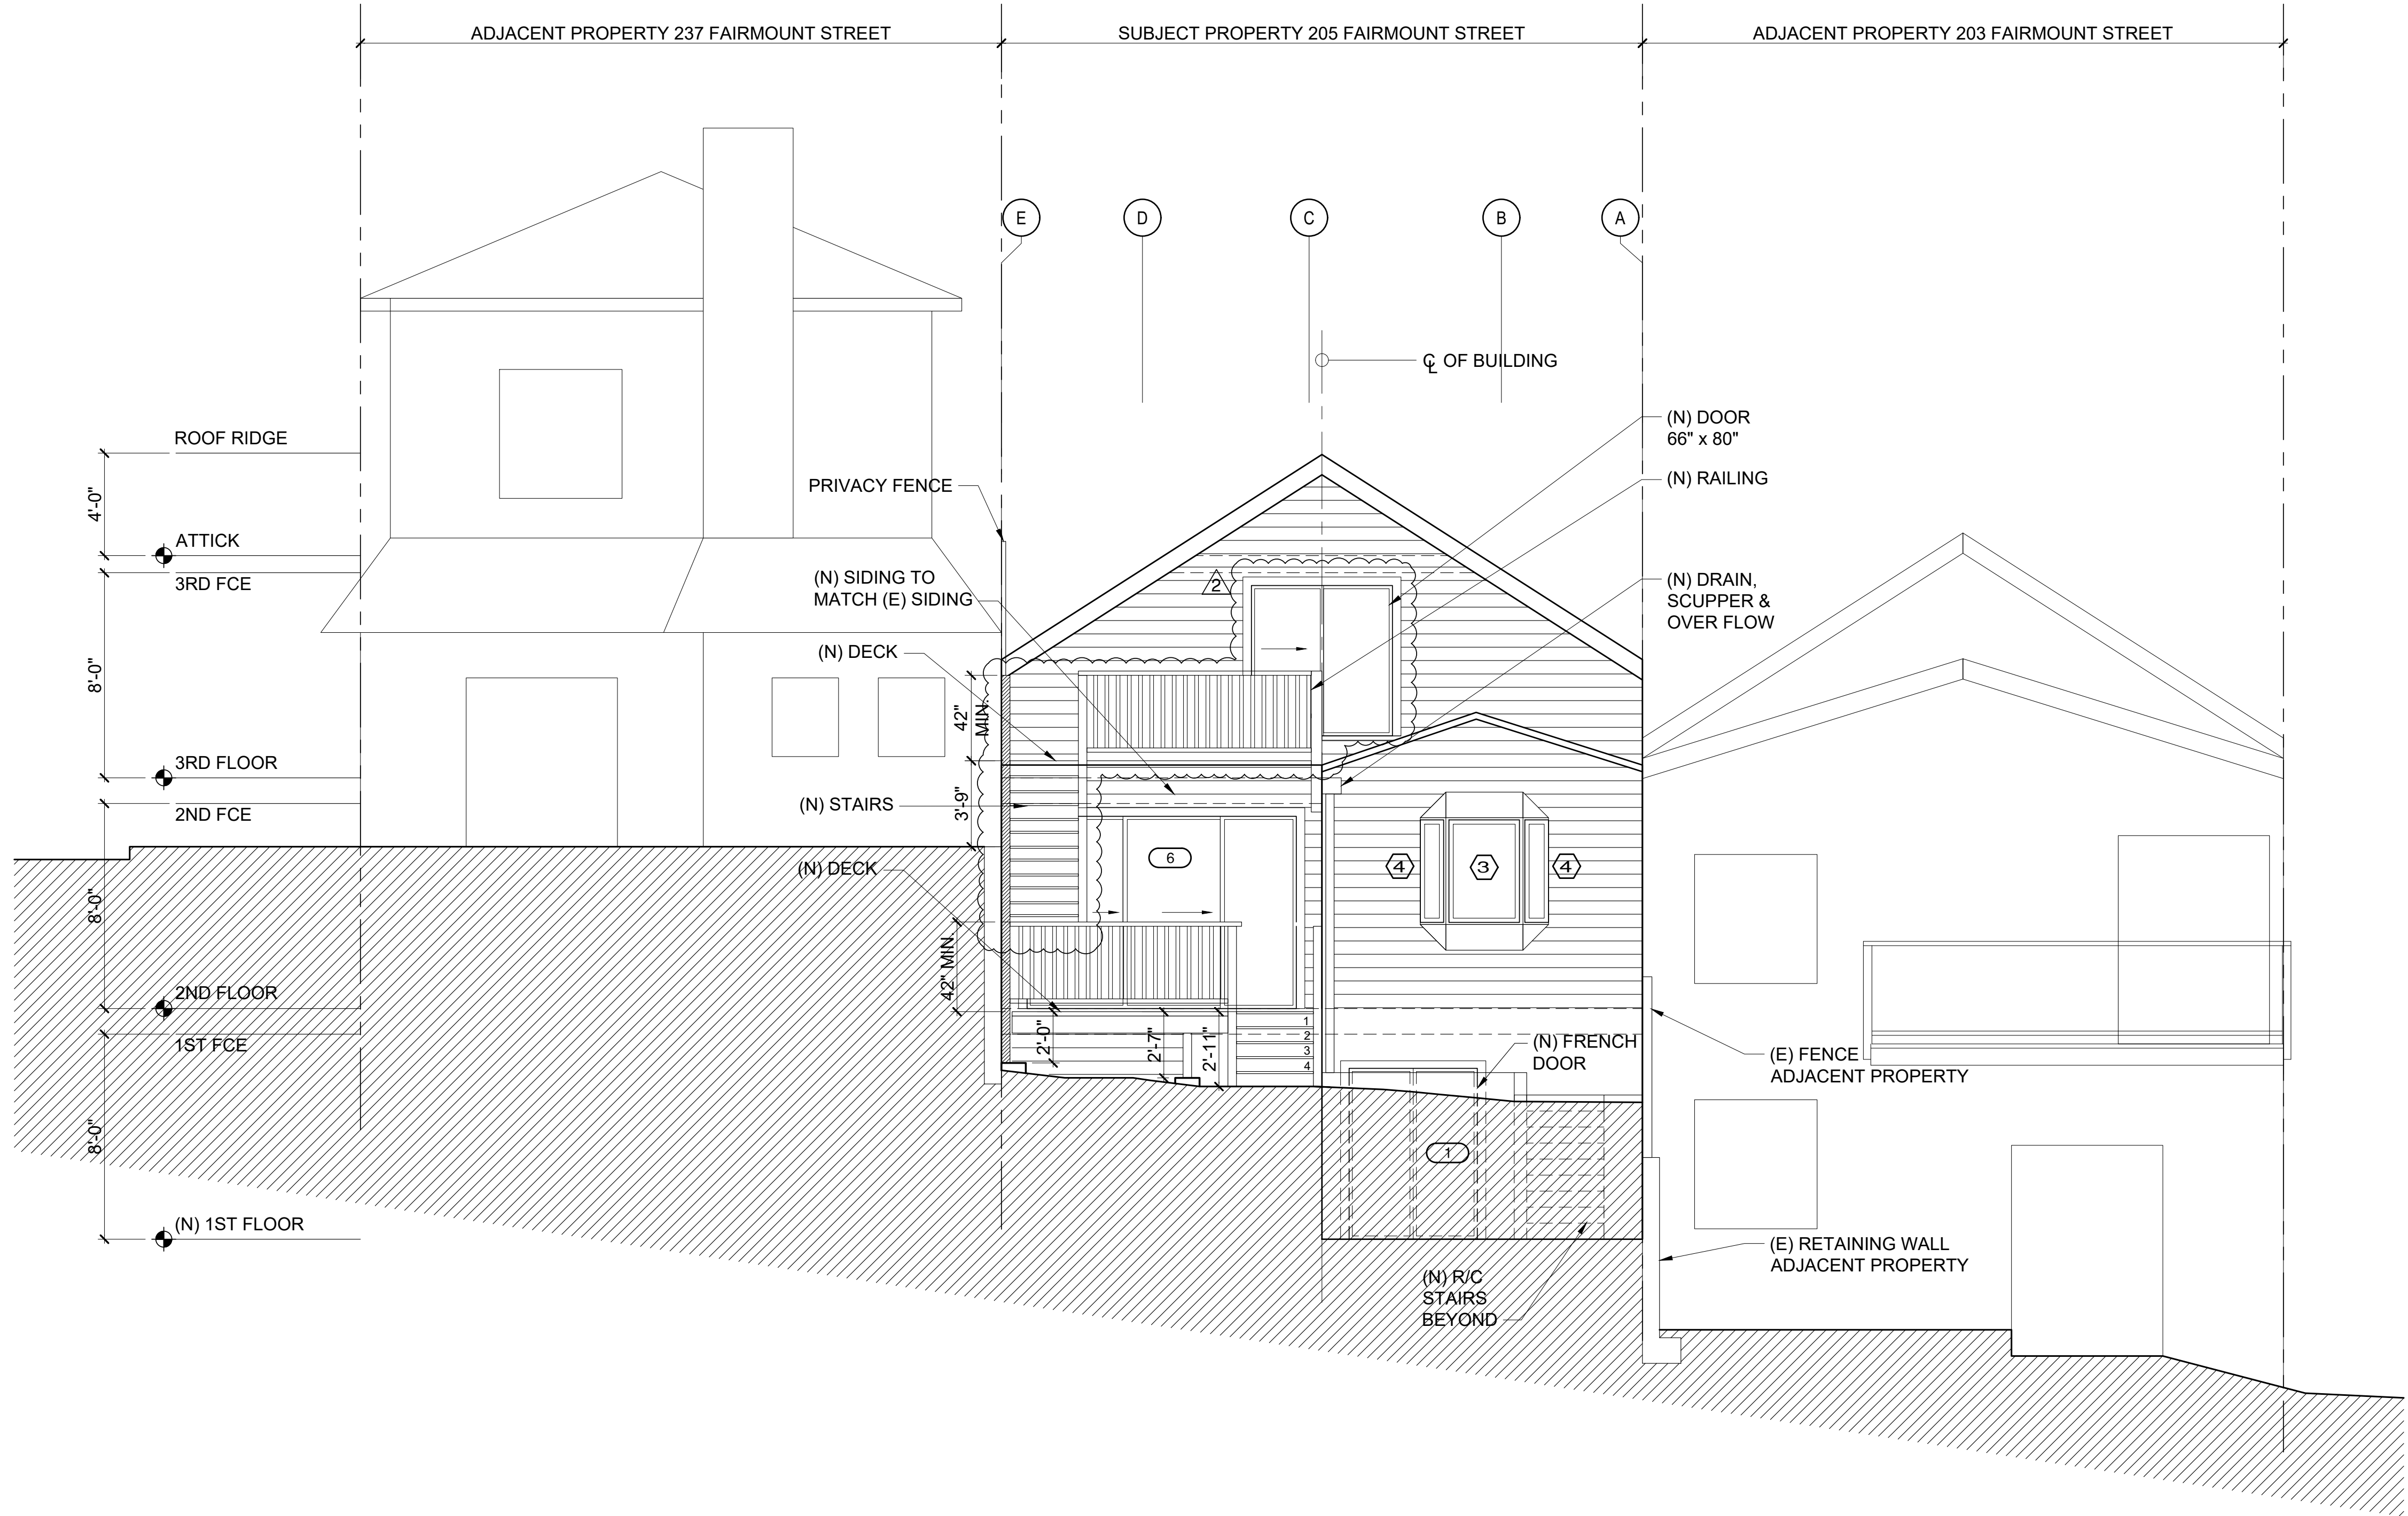 ADJACENT PROPERTY 237 FAIRMOUNT STREET
SUBJECT PROPERTY 205 FAIRMOUNT STREET
ADJACENT PROPERTY 203 FAIRMOUNT STREET
E
D
C
B
A
℄ OF BUILDING
(N) DOOR
66" x 80"
ROOF RIDGE
(N) RAILING
PRIVACY FENCE
4'-0"
ATTICK
3RD FCE
(N) SIDING TO
MATCH (E) SIDING
2
(N) DRAIN,
SCUPPER &
OVER FLOW
(N) DECK
8'-0"
42"
MIN.
3RD FLOOR
2ND FCE
(N) STAIRS
3'-9"
(N) DECK
6
4
3
4
8'-0"
42" MIN.
2ND FLOOR
1ST FCE
2'-0"
2'-7"
2'-11"
1
2
3
4
(N) FRENCH
DOOR
(E) FENCE
ADJACENT PROPERTY
8'-0"
1
(N) 1ST FLOOR
(E) RETAINING WALL
ADJACENT PROPERTY
(N) R/C
STAIRS
BEYOND